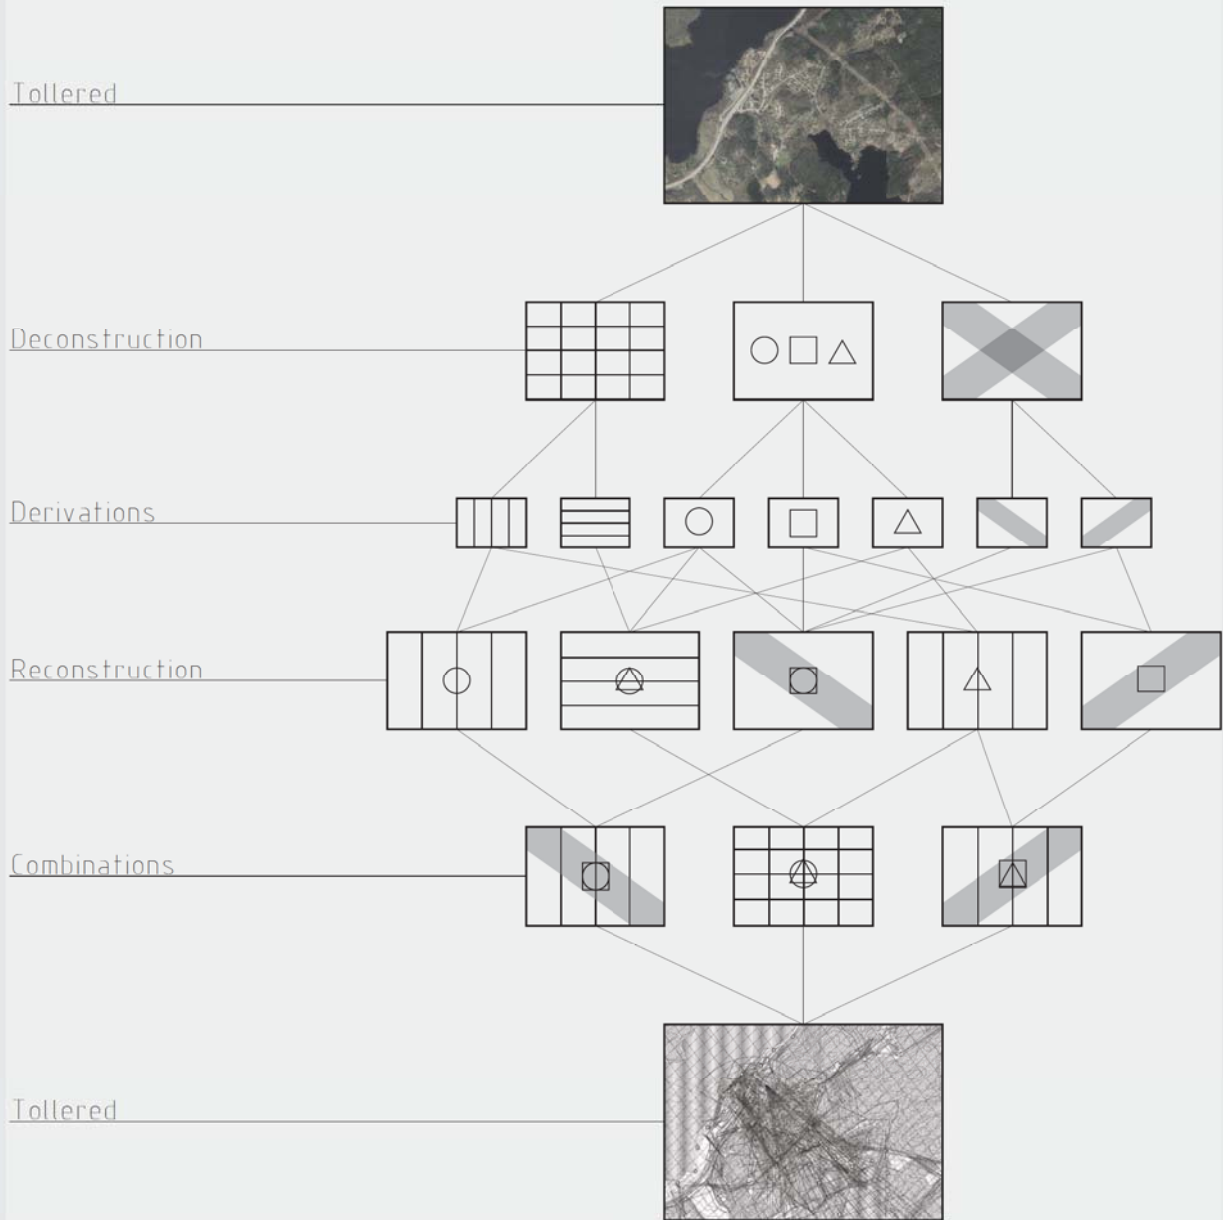 Tollered
Deconstruction
Derivations
Reconstruction
Combinations
Tollered